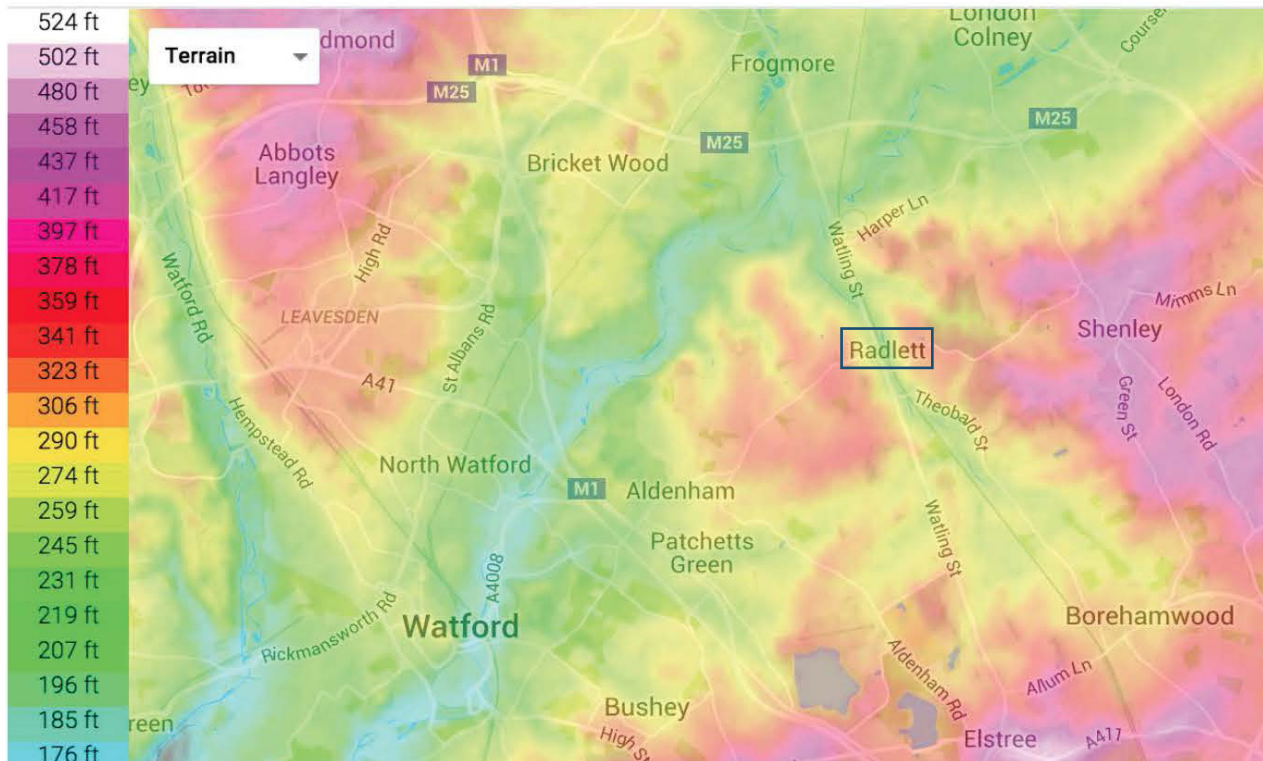 524 ft
502 ft
480 ft
458 ft
437 ft
417 ft
397 ft
378 ft
359 ft
341 ft
323 ft
306 ft
290 ft
274 ft
259 ft
245 ft
231 ft
219 ft
207 ft
196 ft
185 ft
176 ft
Terrain
dmond
London
Colney
Frogmore
M1
M25
M25
M25
Abbots
Langley
Bricket Wood
High Rd
Harper Ln
Watling St
Watford Rd
LEAVESDEN
St Albans Rd
Mimms Ln
Shenley
Radlett
A41
Green St
London Rd
Hempstead Rd
Theobald St
North Watford
M1
Aldenham
Patchetts
Green
Watling St
A4008
Rickmansworth Rd
Watford
Borehamwood
Aldenham Rd
Allum Ln
Bushey
High St
reen
Elstree
A411